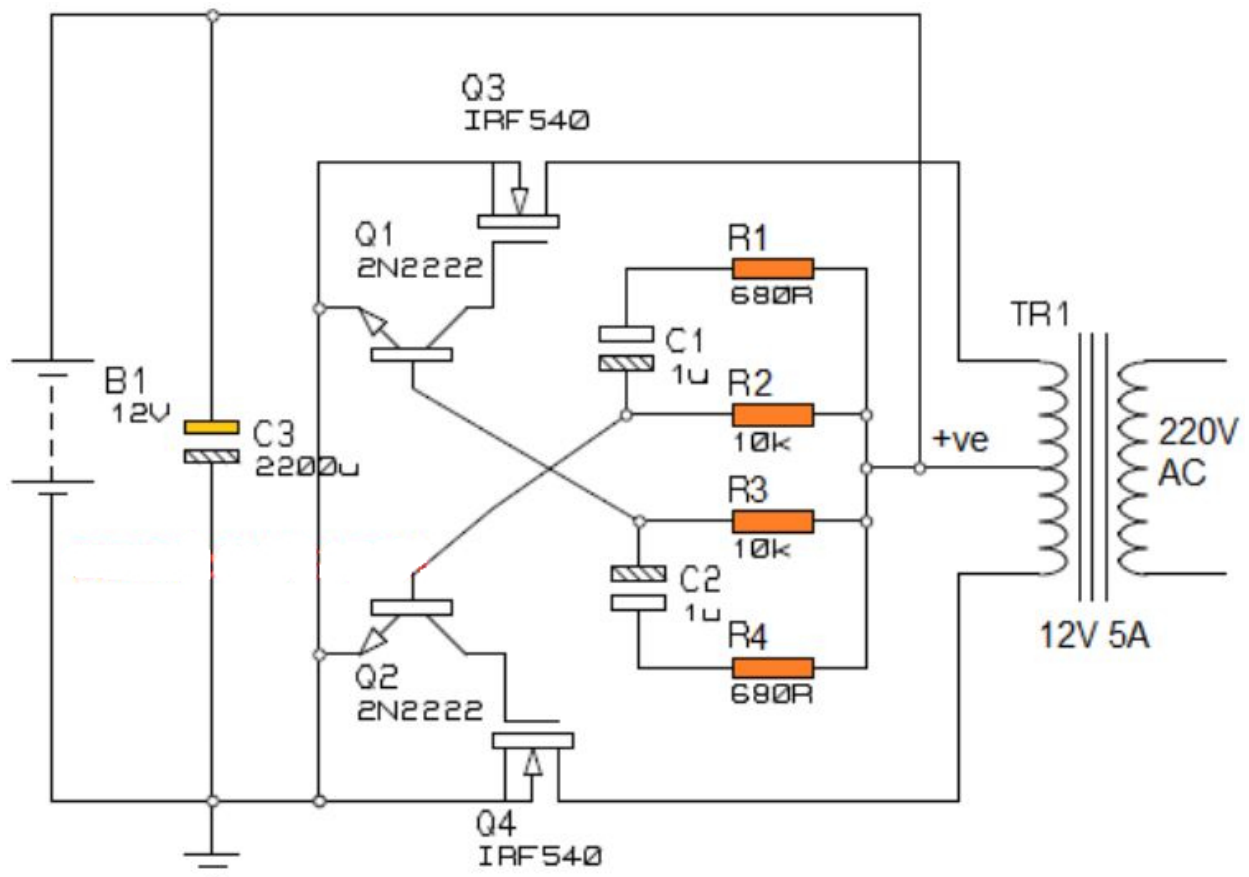 Q3
IRF540
Q1
2N2222
R1
680R
TR1
C1
1u
B1
12V
R2
10k
C3
2200u
+ve
220V
AC
R3
10k
C2
1u
R4
680R
12V 5A
Q2
2N2222
Q4
IRF540